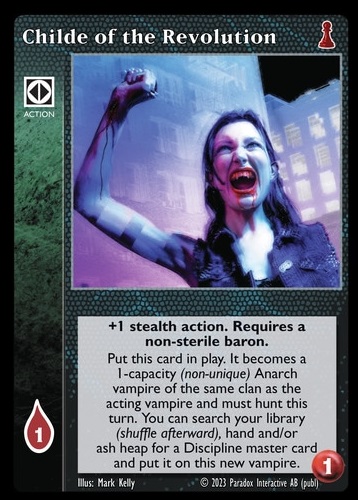 Childe of the Revolution
ACTION
+1 stealth action. Requires a
non-sterile baron.
Put this card in play. It becomes a
1-capacity (non-unique) Anarch
vampire of the same clan as the
acting vampire and must hunt this
turn. You can search your library
(shuffle afterward), hand and/or
ash heap for a Discipline master card
and put it on this new vampire.
1
1
Illus: Mark Kelly
© 2023 Paradox Interactive AB (publ)